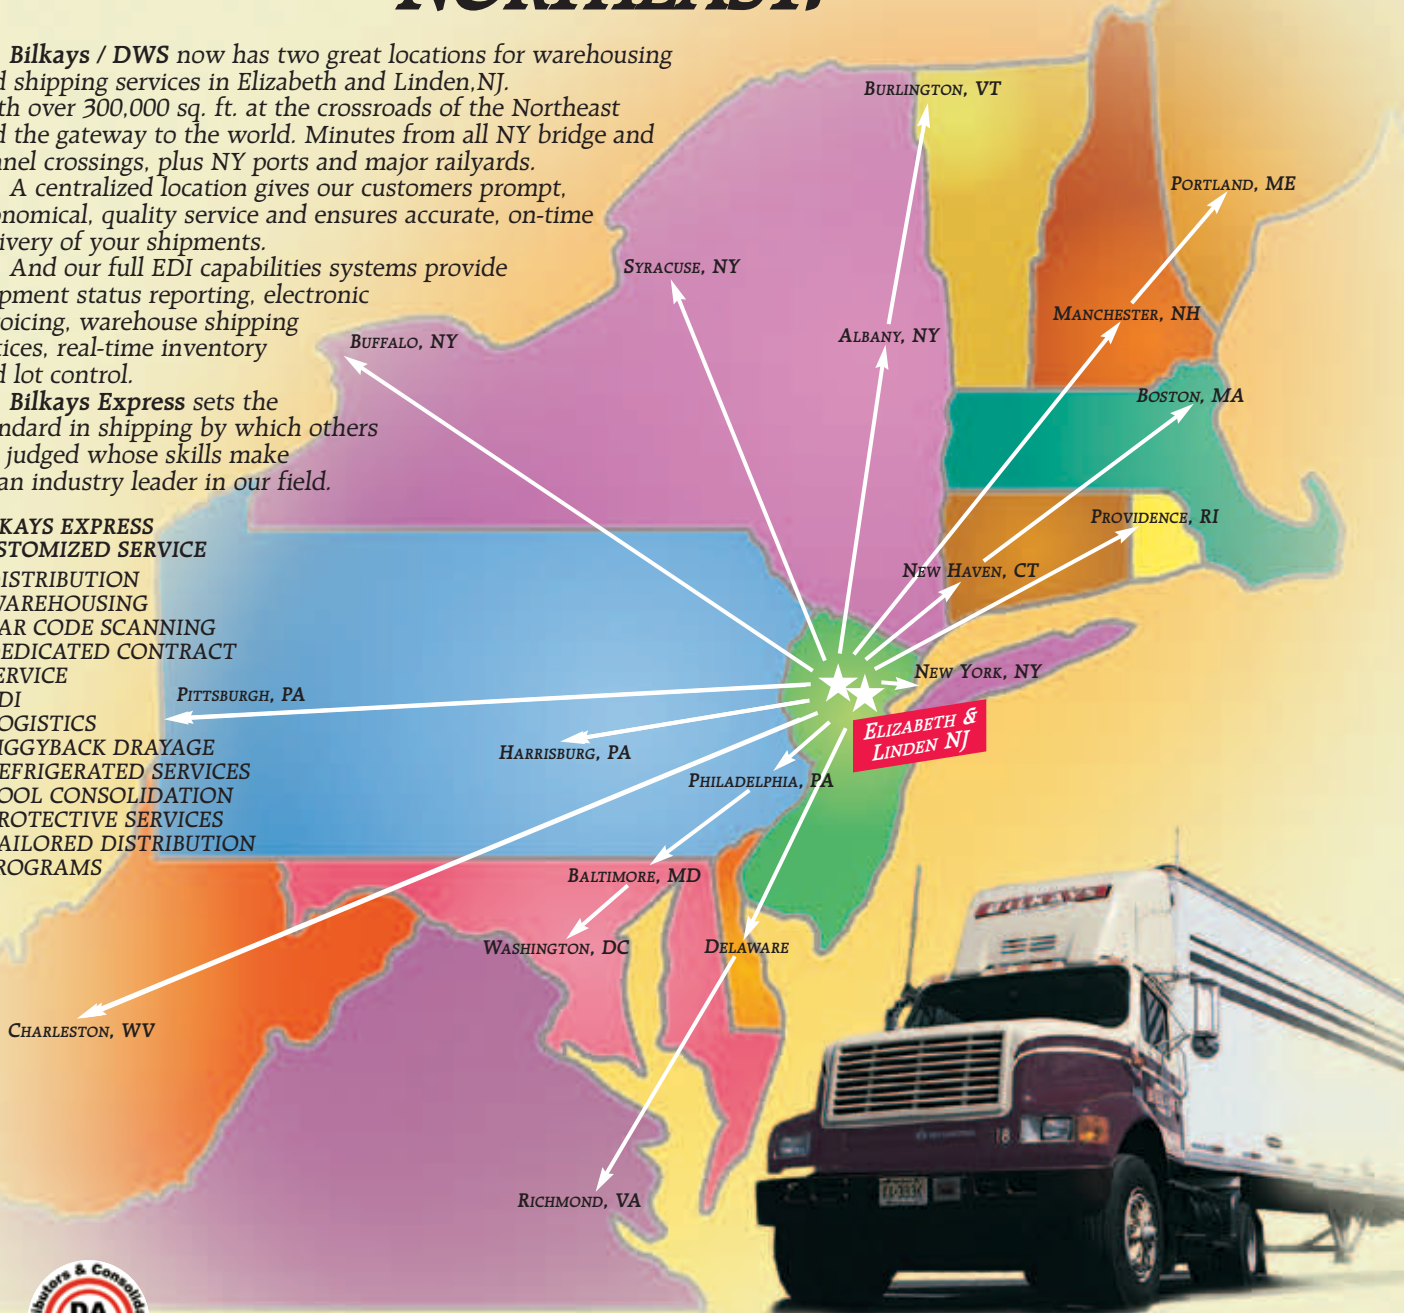 NORTHEAST.
Bilkays / DWS now has two great locations for warehousing
d shipping services in Elizabeth and Linden,NJ.
th over 300,000 sq. ft. at the crossroads of the Northeast
d the gateway to the world. Minutes from all NY bridge and
nnel crossings, plus NY ports and major railyards.
A centralized location gives our customers prompt,
onomical, quality service and ensures accurate, on-time
ivery of your shipments.
And our full EDI capabilities systems provide
pment status reporting, electronic
oicing, warehouse shipping
tices, real-time inventory
d lot control.
Bilkays Express sets the
ndard in shipping by which others
judged whose skills make
an industry leader in our field.
KAYS EXPRESS
STOMIZED SERVICE
ISTRIBUTION
AREHOUSING
AR CODE SCANNING
EDICATED CONTRACT
ERVICE
DI
OGISTICS
IGGYBACK DRAYAGE
EFRIGERATED SERVICES
OOL CONSOLIDATION
ROTECTIVE SERVICES
AILORED DISTRIBUTION
ROGRAMS
BURLINGTON, VT
PORTLAND, ME
SYRACUSE, NY
MANCHESTER, NH
ALBANY, NY
BUFFALO, NY
BOSTON, MA
PROVIDENCE, RI
NEW HAVEN, CT
NEW YORK, NY
PITTSBURGH, PA
ELIZABETH &
LINDEN NJ
HARRISBURG, PA
PHILADELPHIA, PA
BALTIMORE, MD
WASHINGTON, DC
DELAWARE
CHARLESTON, WV
RICHMOND, VA
BILKAYS
18
butors & Consolida
DA